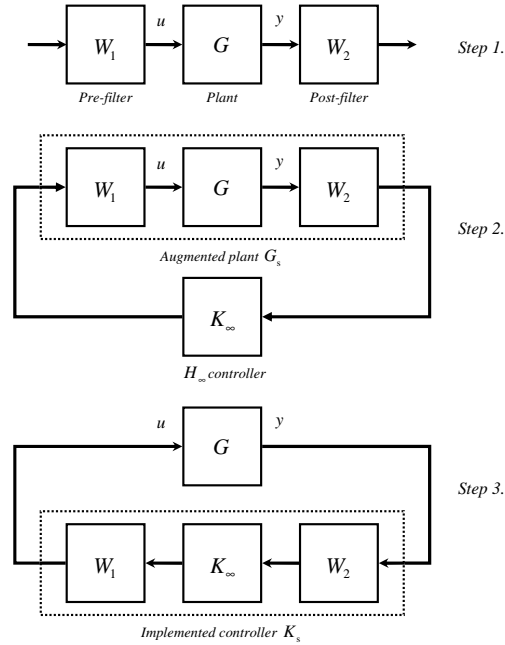 u y
W₁ G W₂ Step 1.
Pre-filter Plant Post-filter
u y
W₁ G W₂
Step 2.
Augmented plant Gₛ
K∞
H∞ controller
u y
G
Step 3.
W₁ K∞ W₂
Implemented controller Kₛ